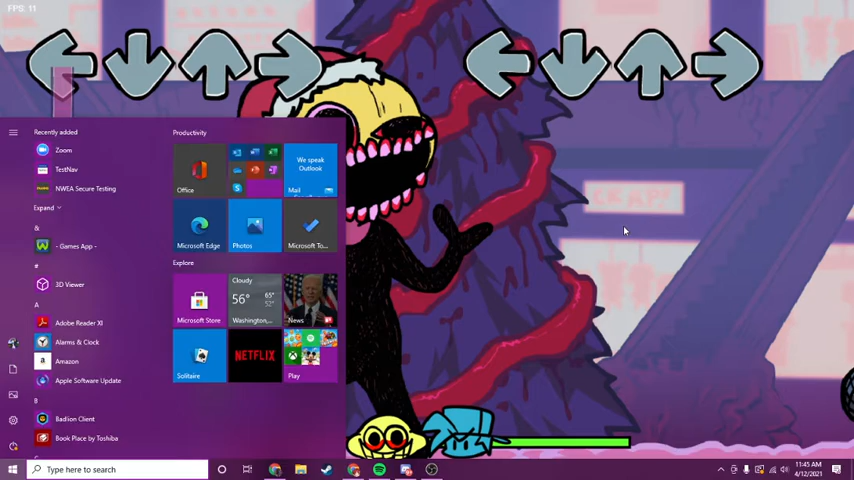 FPS: 11
Recently added
Zoom
TestNav
NWEA Secure Testing
Expand
&
- Games App -
#
3D Viewer
A
Adobe Reader XI
Alarms & Clock
Amazon
Apple Software Update
B
Badlion Client
Book Place by Toshiba
Productivity
Office
We speak
Outlook
Mail
Microsoft Edge
Photos
Microsoft To...
Explore
Microsoft Store
Cloudy
56°
65°
52°
Washington,...
News
Solitaire
NETFLIX
Play
Type here to search
11:45 AM
4/12/2021